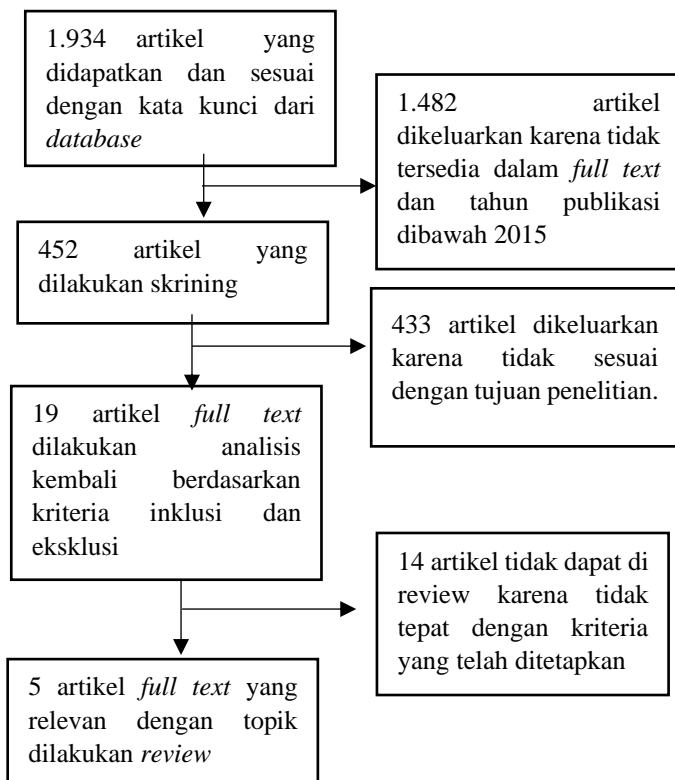 1.934 artikel yang
didapatkan dan sesuai
dengan kata kunci dari
database
1.482 artikel
dikeluarkan karena tidak
tersedia dalam full text
dan tahun publikasi
dibawah 2015
452 artikel yang
dilakukan skrining
433 artikel dikeluarkan
karena tidak sesuai
dengan tujuan penelitian.
19 artikel full text
dilakukan analisis
kembali berdasarkan
kriteria inklusi dan
eksklusi
14 artikel tidak dapat di
review karena tidak
tepat dengan kriteria
yang telah ditetapkan
5 artikel full text yang
relevan dengan topik
dilakukan review